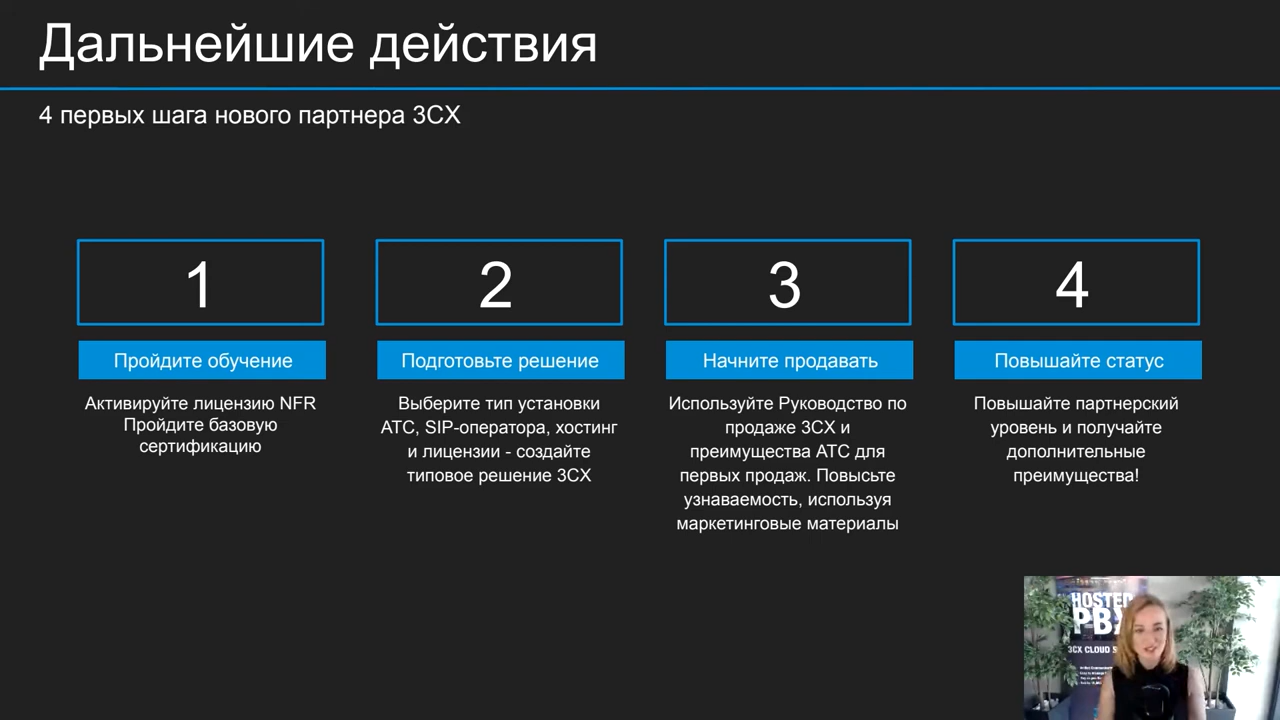 Дальнейшие действия
4 первых шага нового партнера 3CX
1
Пройдите обучение
Активируйте лицензию NFR
Пройдите базовую
сертификацию
2
Подготовьте решение
Выберите тип установки
АТС, SIP-оператора, хостинг
и лицензии - создайте
типовое решение 3CX
3
Начните продавать
Используйте Руководство по
продаже 3CX и
преимущества АТС для
первых продаж. Повысьте
узнаваемость, используя
маркетинговые материалы
4
Повышайте статус
Повышайте партнерский
уровень и получайте
дополнительные
преимущества!
HOSTED
PBX
3CX CLOUD